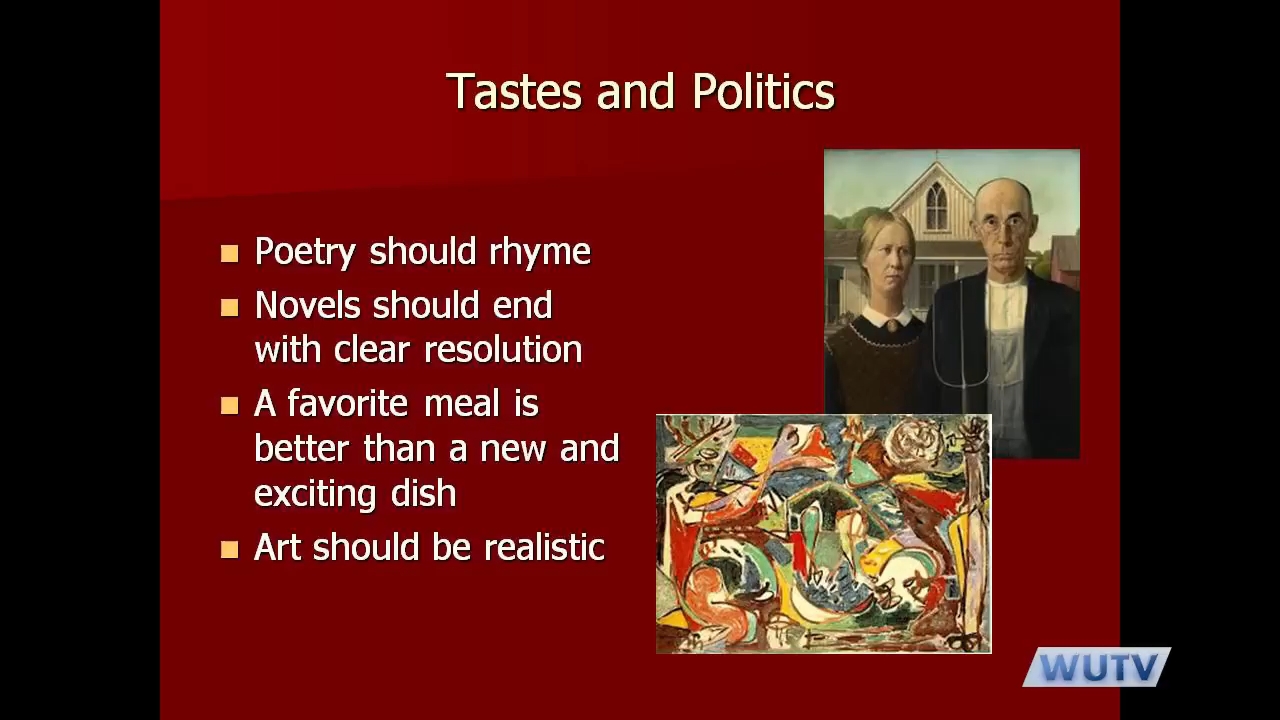 Tastes and Politics
Poetry should rhyme
Novels should end
with clear resolution
A favorite meal is
better than a new and
exciting dish
Art should be realistic
WUTV